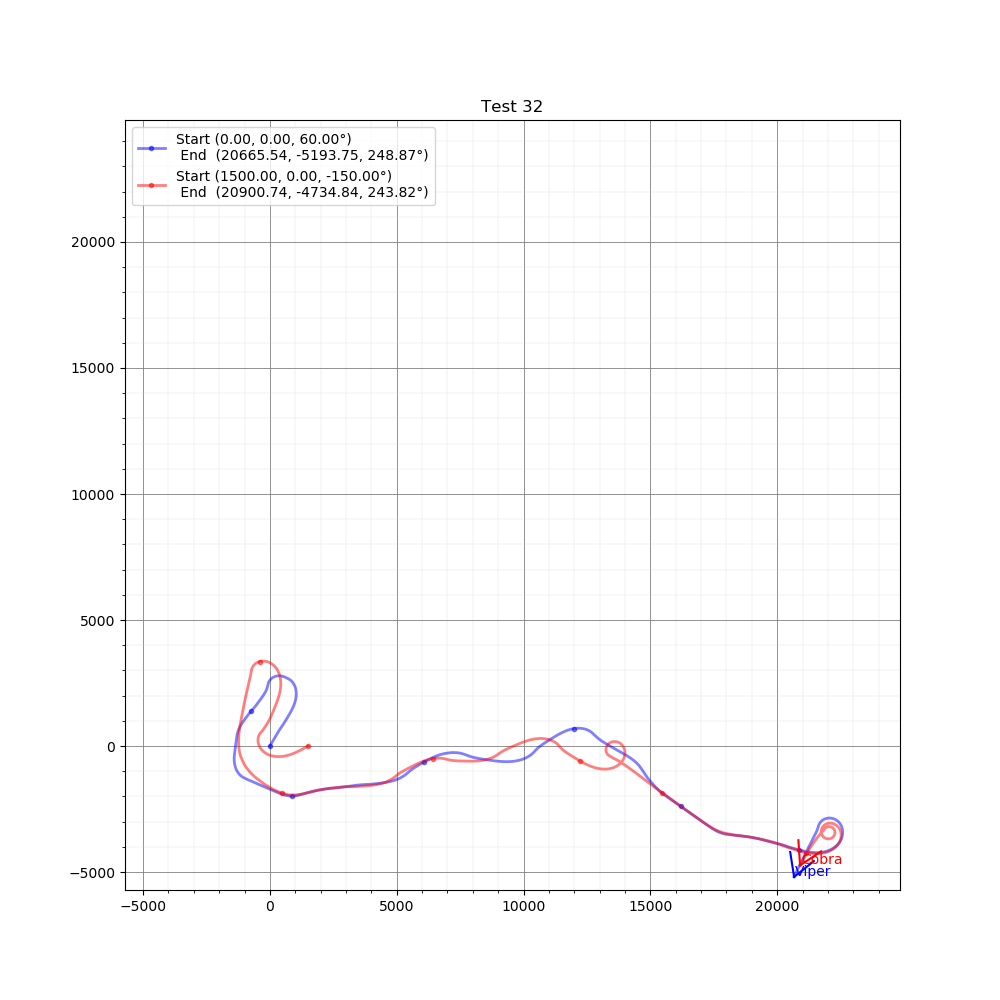 Test 32
Start (0.00, 0.00, 60.00°)
End (20665.54, -5193.75, 248.87°)
Start (1500.00, 0.00, -150.00°)
End (20900.74, -4734.84, 243.82°)
20000
15000
10000
5000
0
−5000
Cobra
Viper
−5000
0
5000
10000
15000
20000